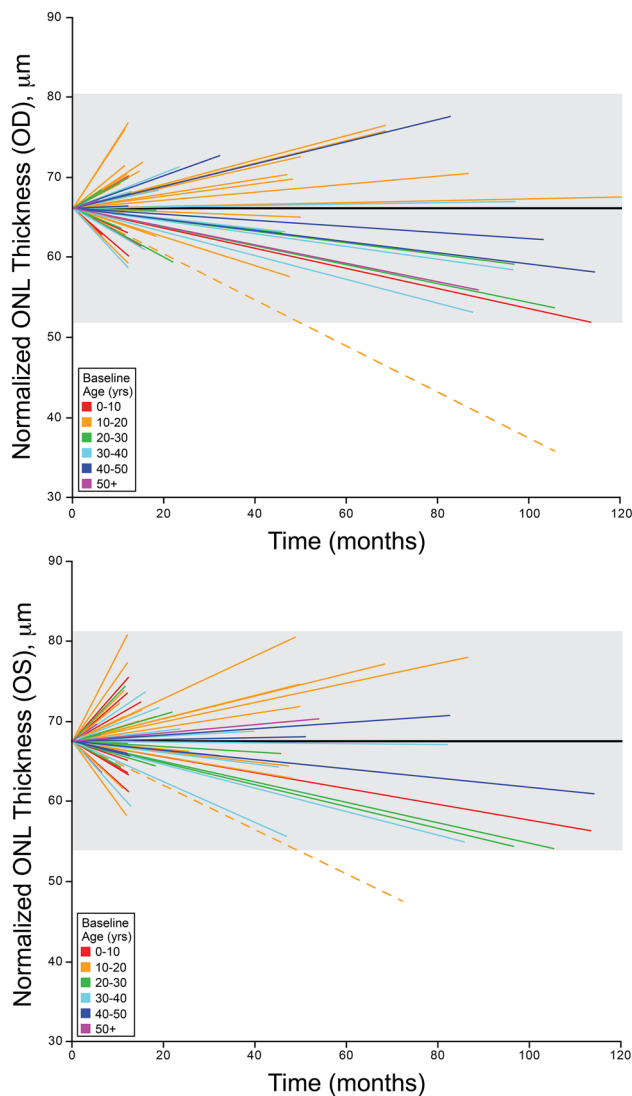 Normalized ONL Thickness (OD), μm
90
80
70
60
50
40
30
Baseline
Age (yrs)
0-10
10-20
20-30
30-40
40-50
50+
0 20 40 60 80 100 120
Time (months)
Normalized ONL Thickness (OS), μm
90
80
70
60
50
40
30
Baseline
Age (yrs)
0-10
10-20
20-30
30-40
40-50
50+
0 20 40 60 80 100 120
Time (months)